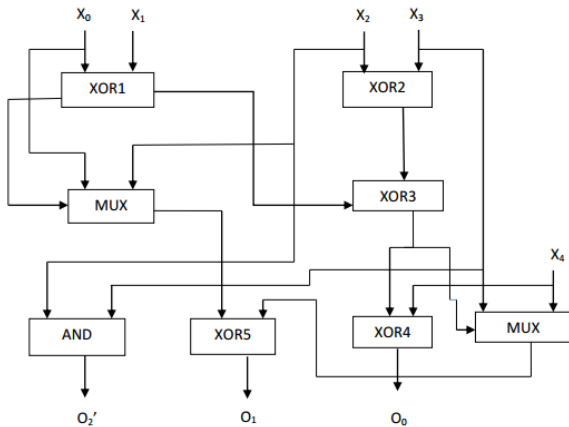 X₀ X₁ X₂ X₃
XOR1 XOR2
MUX XOR3
X₄
AND XOR5 XOR4 MUX
O₂′ O₁ O₀